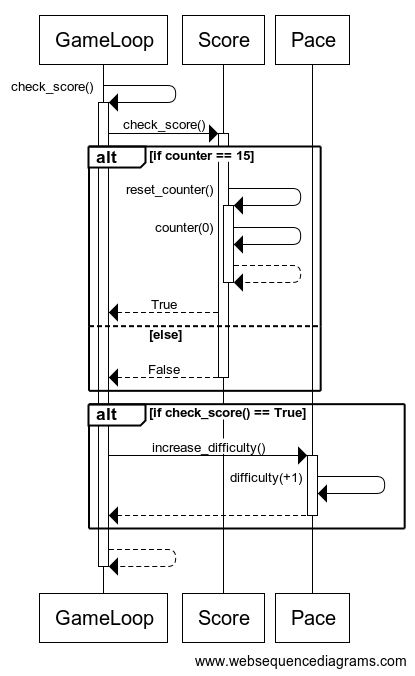 GameLoop Score Pace
check_score()
check_score()
alt [if counter == 15]
reset_counter()
counter(0)
True
[else]
False
alt [if check_score() == True]
increase_difficulty()
difficulty(+1)
GameLoop Score Pace
www.websequencediagrams.com